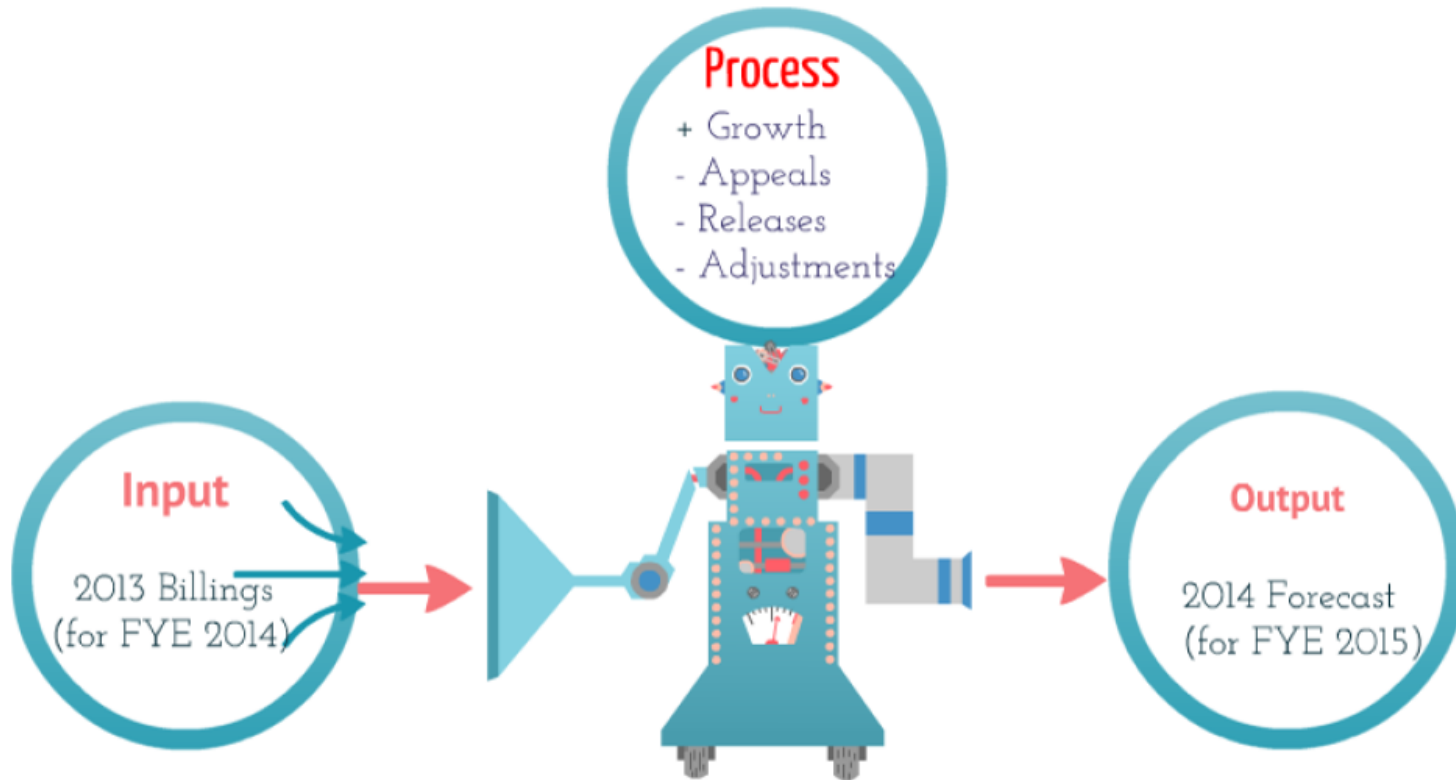 Process
+ Growth
- Appeals
- Releases
- Adjustments
Input
2013 Billings
(for FYE 2014)
Output
2014 Forecast
(for FYE 2015)